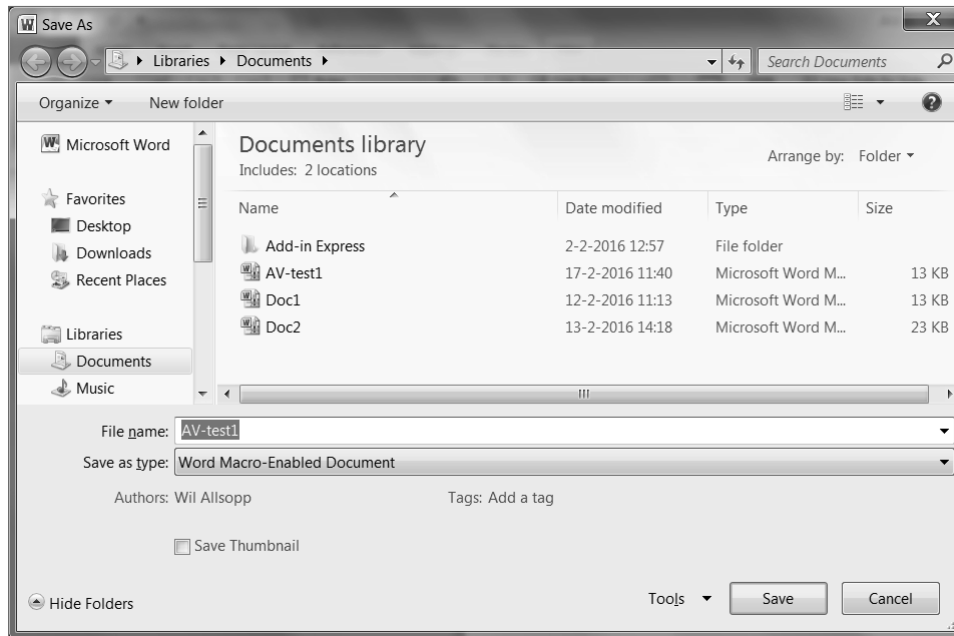 Save As
Libraries Documents
Search Documents
Organize New folder
Microsoft Word
Favorites
Desktop
Downloads
Recent Places
Libraries
Documents
Music
Documents library
Includes: 2 locations
Arrange by: Folder
Name Date modified Type Size
Add-in Express 2-2-2016 12:57 File folder
AV-test1 17-2-2016 11:40 Microsoft Word M... 13 KB
Doc1 12-2-2016 11:13 Microsoft Word M... 13 KB
Doc2 13-2-2016 14:18 Microsoft Word M... 23 KB
File name: AV-test1
Save as type: Word Macro-Enabled Document
Authors: Wil Allsopp Tags: Add a tag
Save Thumbnail
Hide Folders Tools Save Cancel